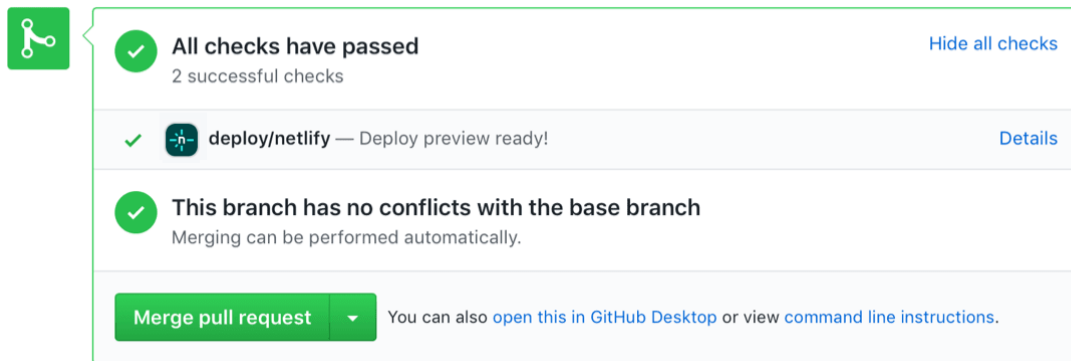 All checks have passed
Hide all checks
2 successful checks
n
deploy/netlify — Deploy preview ready!
Details
This branch has no conflicts with the base branch
Merging can be performed automatically.
Merge pull request
You can also open this in GitHub Desktop or view command line instructions.